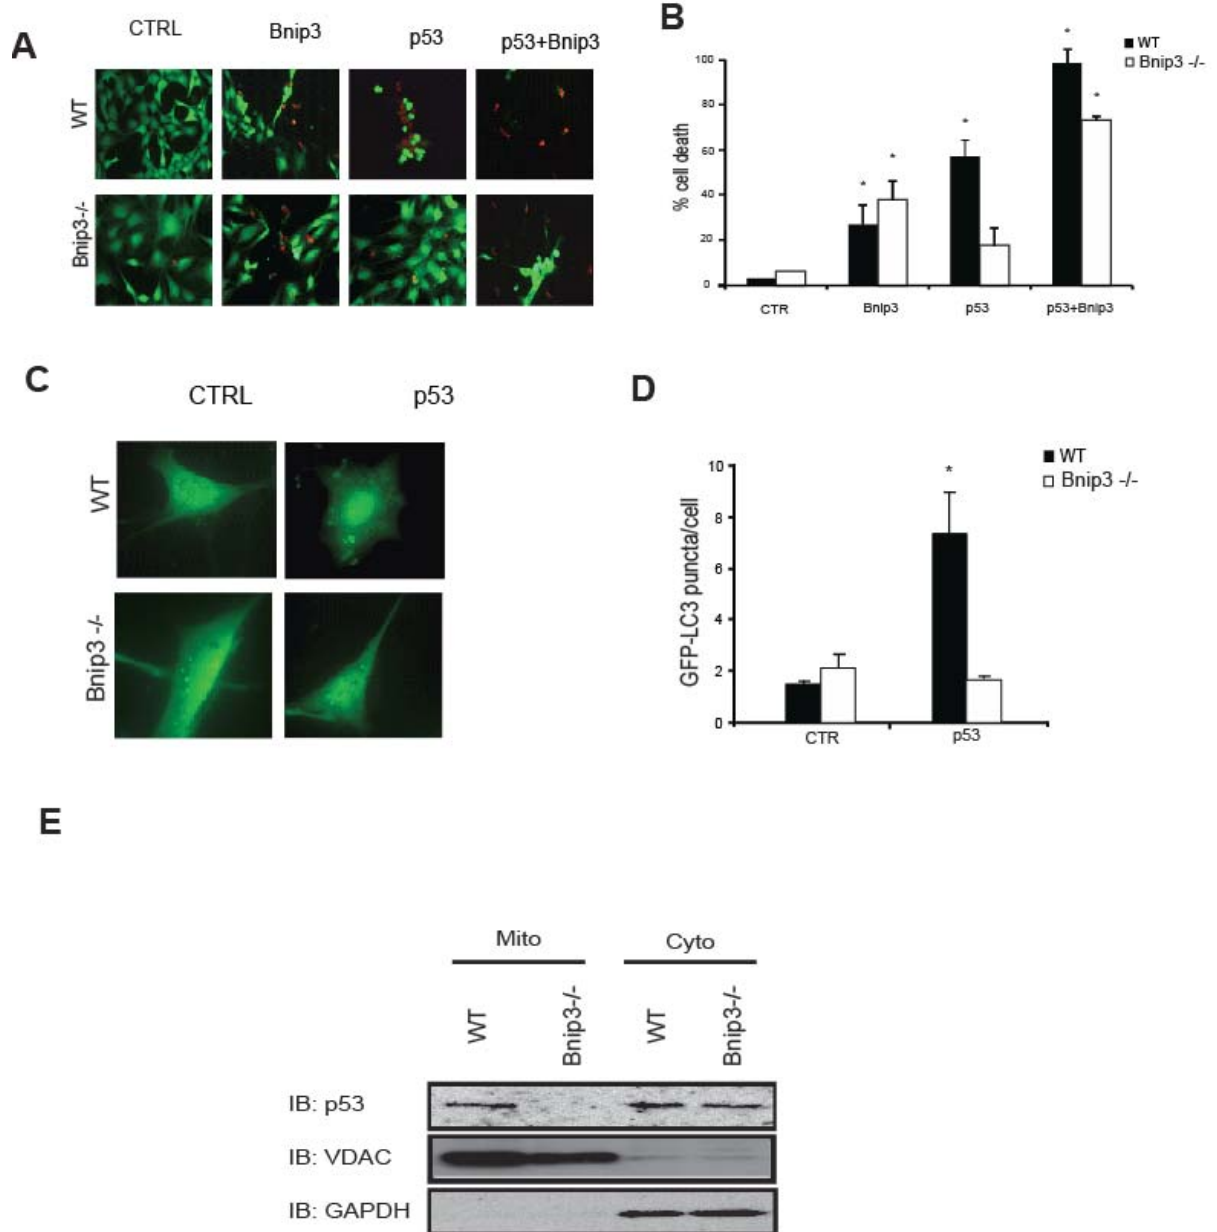 A
CTRL
Bnip3
p53
p53+Bnip3
WT
Bnip3-/-
B
WT
Bnip3 -/-
% cell death
100
80
60
40
20
0
*
*
*
*
*
CTR
Bnip3
p53
p53+Bnip3
C
CTRL
p53
WT
Bnip3 -/-
D
WT
Bnip3 -/-
GFP-LC3 puncta/cell
10
8
6
4
2
0
*
CTR
p53
E
Mito
Cyto
WT
Bnip3-/-
WT
Bnip3-/-
IB: p53
IB: VDAC
IB: GAPDH